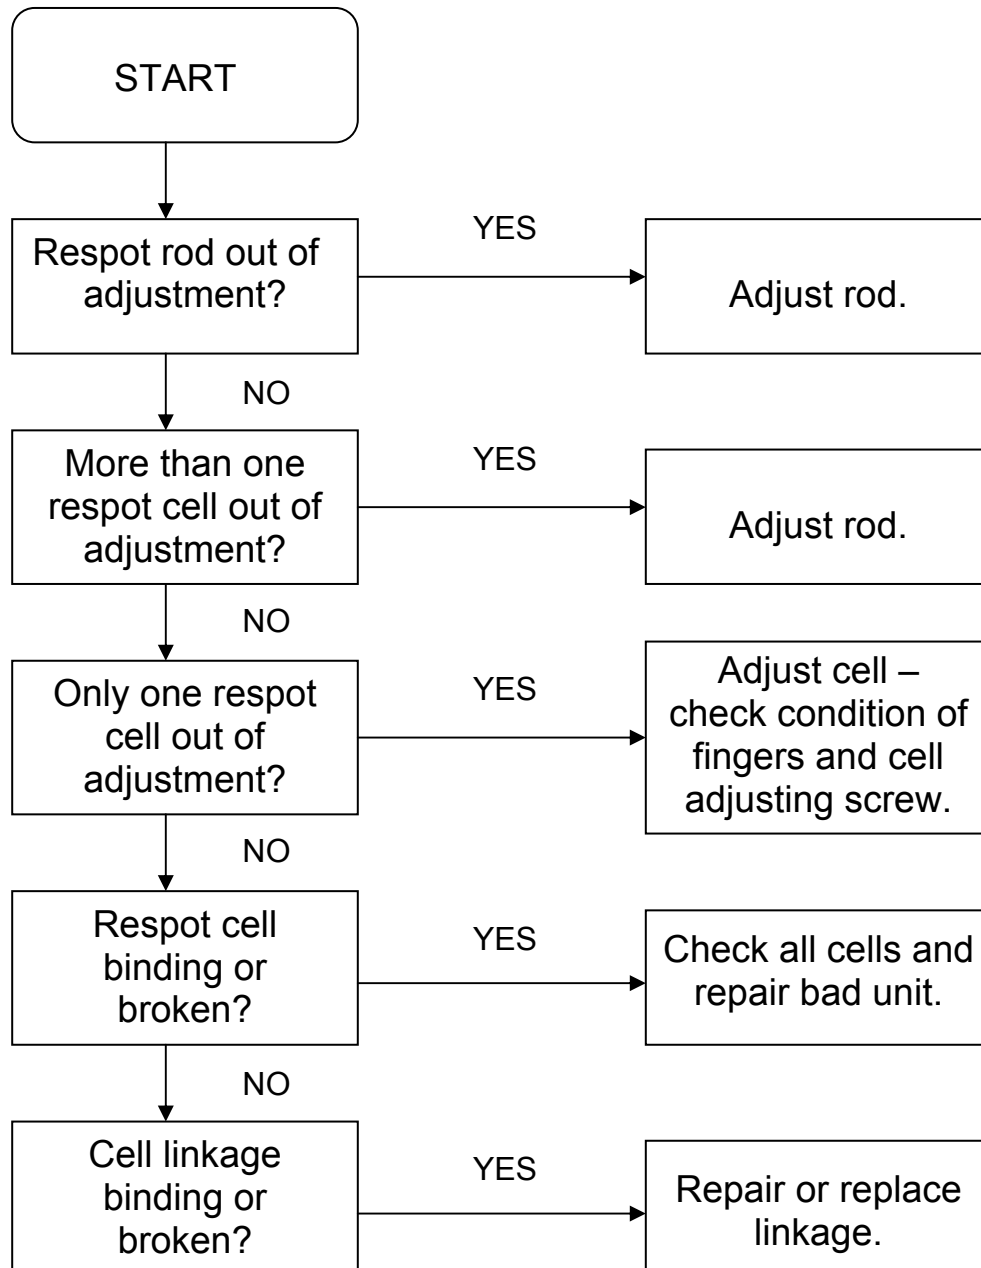 START
Respot rod out of
adjustment?
YES
Adjust rod.
NO
More than one
respot cell out of
adjustment?
YES
Adjust rod.
NO
Only one respot
cell out of
adjustment?
YES
Adjust cell –
check condition of
fingers and cell
adjusting screw.
NO
Respot cell
binding or
broken?
YES
Check all cells and
repair bad unit.
NO
Cell linkage
binding or
broken?
YES
Repair or replace
linkage.